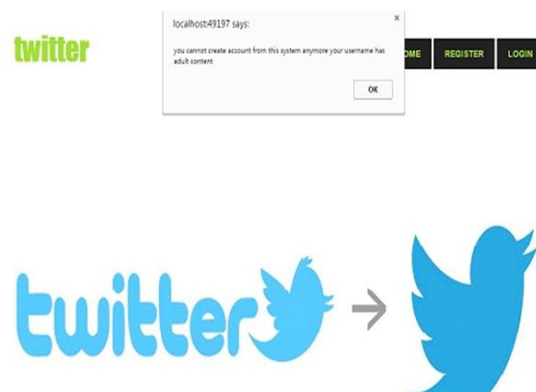 localhost:49197 says:
x
you cannot create account from this system anymore your username has
adult content
OK
twitter
OME
REGISTER
LOGIN
twitter